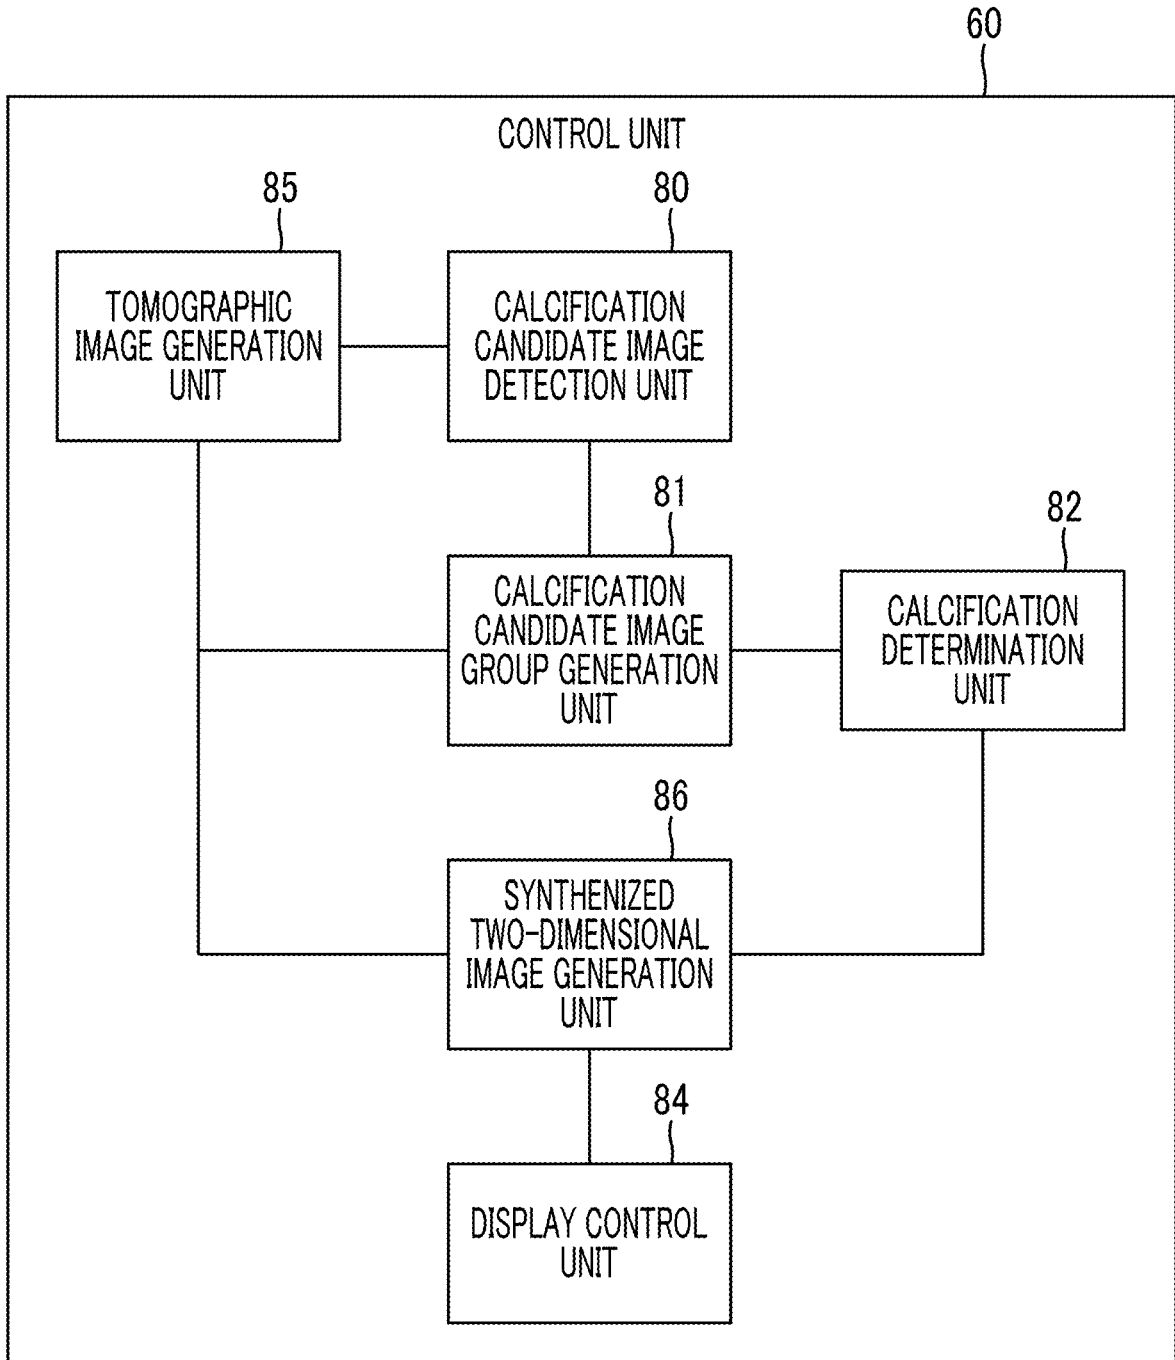 60
CONTROL UNIT
85
TOMOGRAPHIC
IMAGE GENERATION
UNIT
80
CALCIFICATION
CANDIDATE IMAGE
DETECTION UNIT
81
CALCIFICATION
CANDIDATE IMAGE
GROUP GENERATION
UNIT
82
CALCIFICATION
DETERMINATION
UNIT
86
SYNTHENIZED
TWO-DIMENSIONAL
IMAGE GENERATION
UNIT
84
DISPLAY CONTROL
UNIT